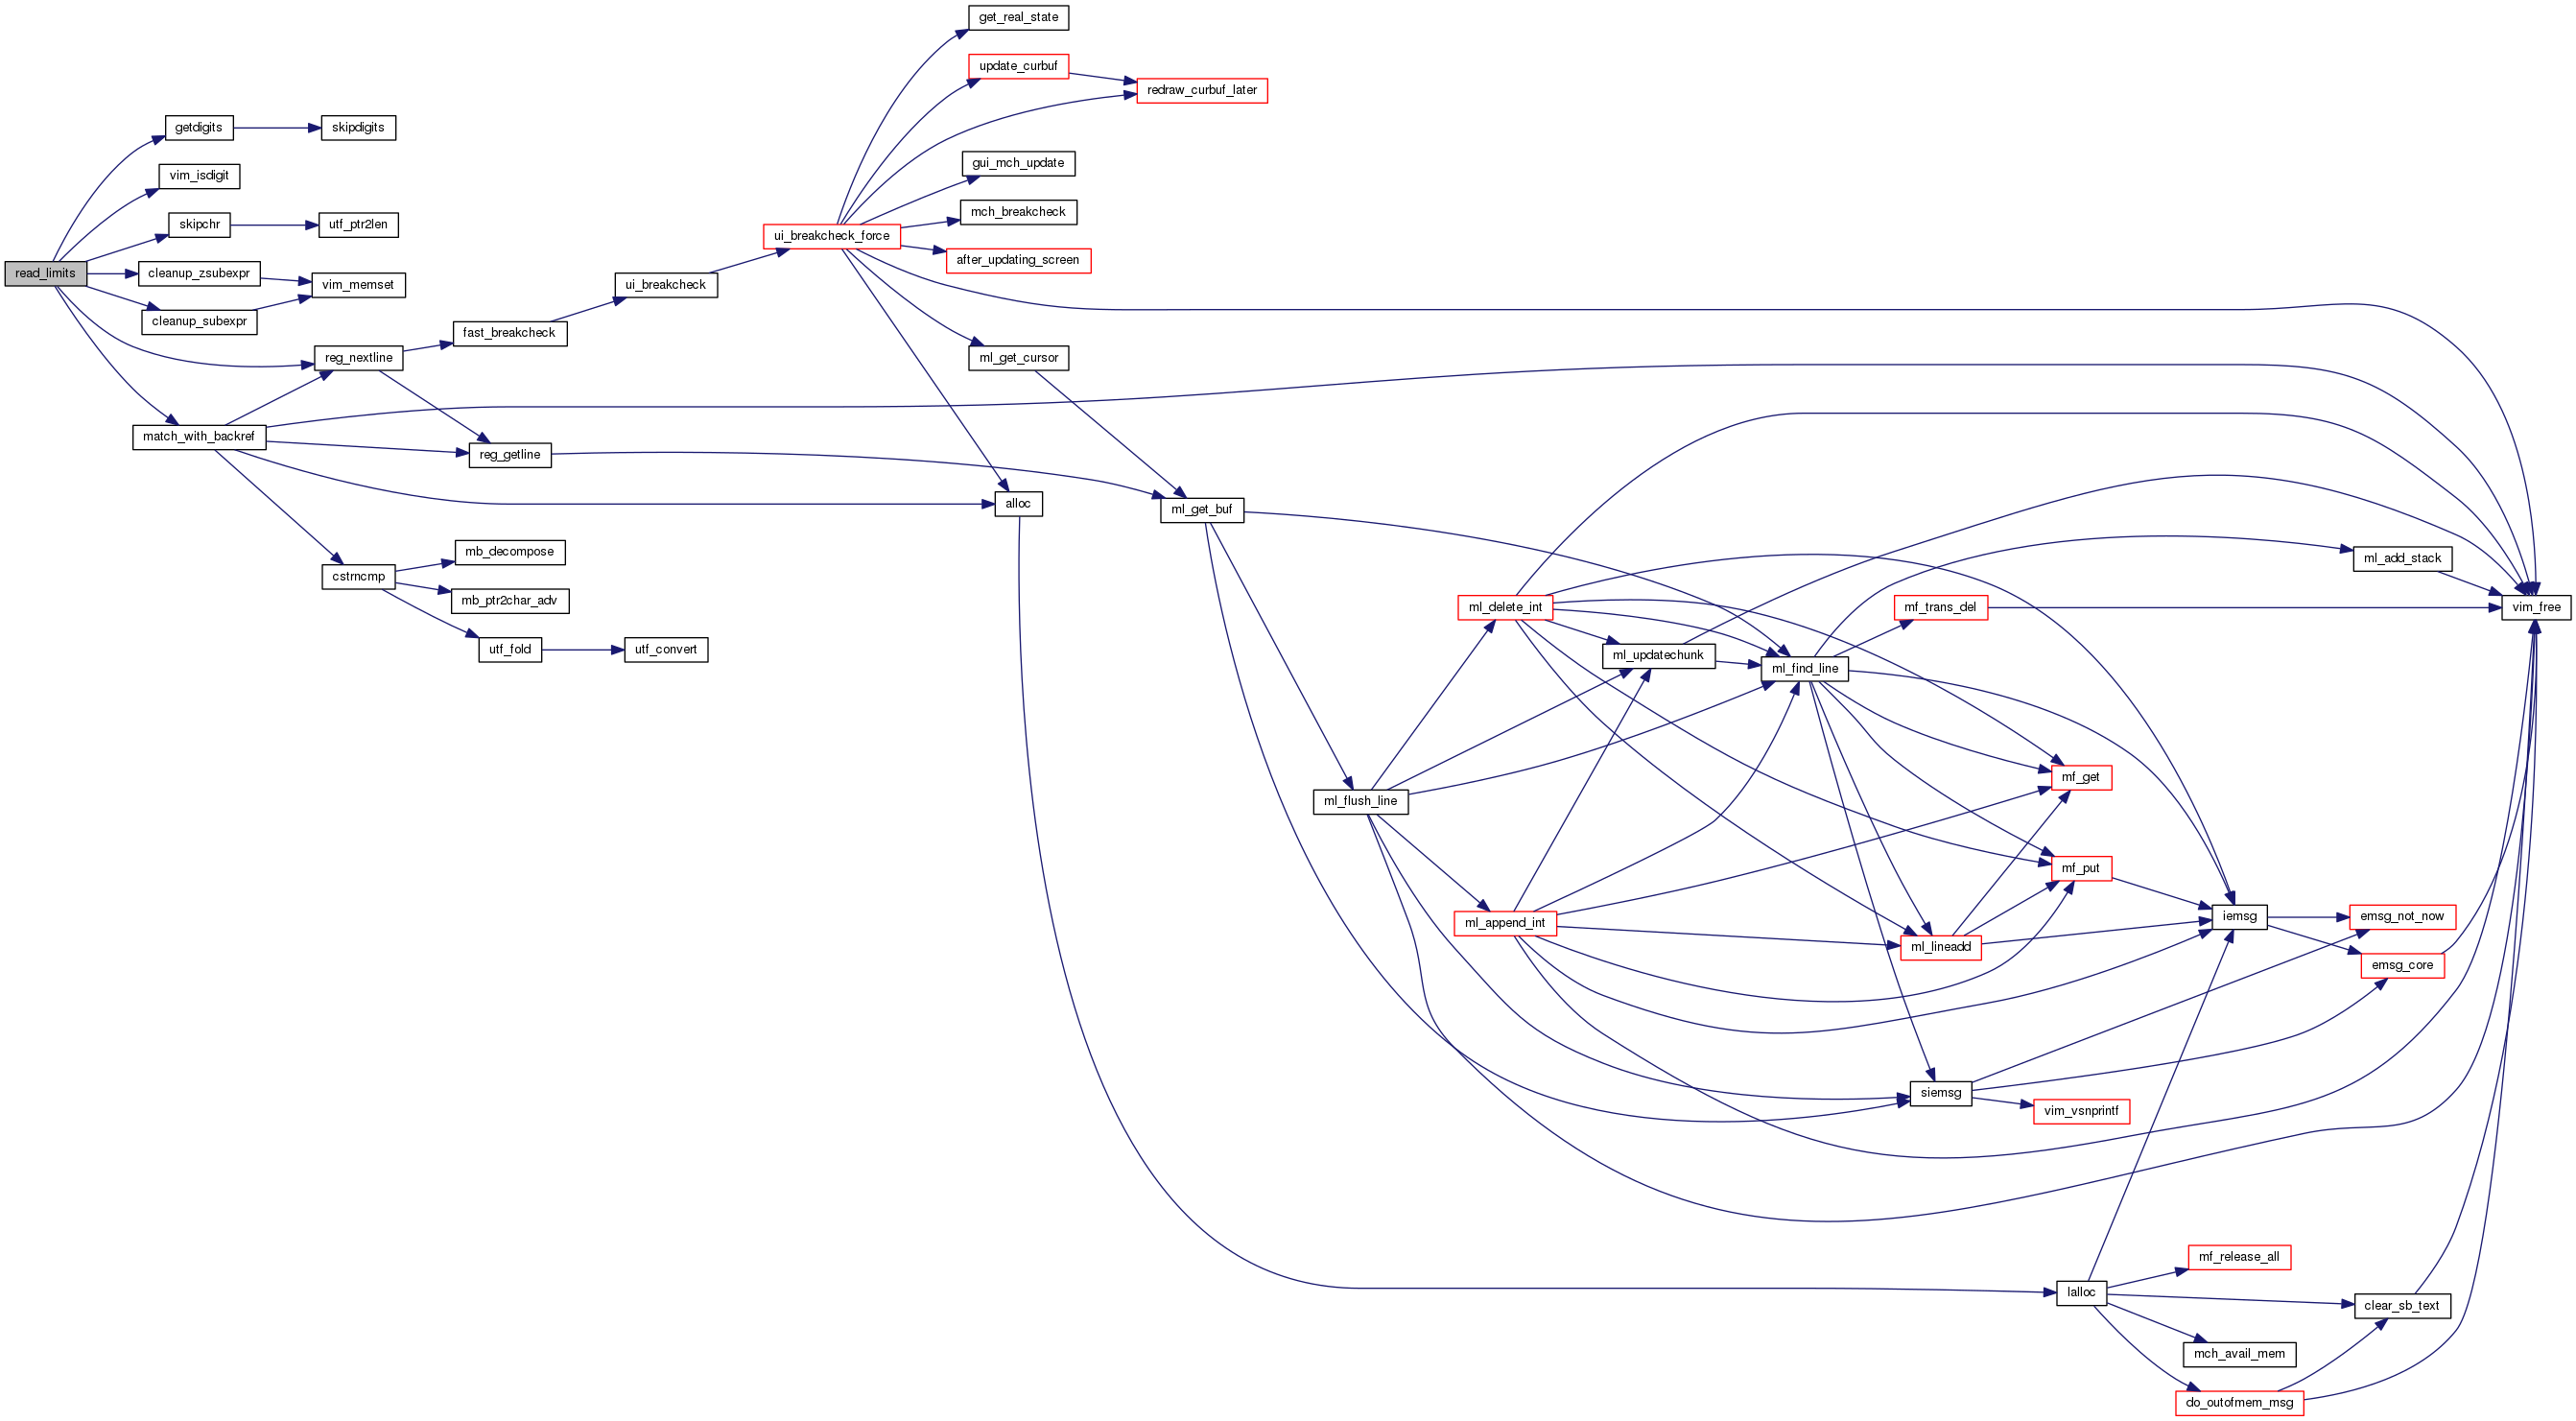 get_real_state
update_curbuf
redraw_curbuf_later
getdigits
skipdigits
gui_mch_update
vim_isdigit
mch_breakcheck
skipchr
utf_ptr2len
ui_breakcheck_force
after_updating_screen
read_limits
cleanup_zsubexpr
vim_memset
ui_breakcheck
cleanup_subexpr
fast_breakcheck
reg_nextline
ml_get_cursor
match_with_backref
reg_getline
alloc
ml_get_buf
mb_decompose
ml_add_stack
cstrncmp
mb_ptr2char_adv
ml_delete_int
mf_trans_del
vim_free
utf_fold
utf_convert
ml_updatechunk
ml_find_line
mf_get
ml_flush_line
mf_put
iemsg
emsg_not_now
ml_append_int
ml_lineadd
emsg_core
siemsg
vim_vsnprintf
mf_release_all
lalloc
clear_sb_text
mch_avail_mem
do_outofmem_msg